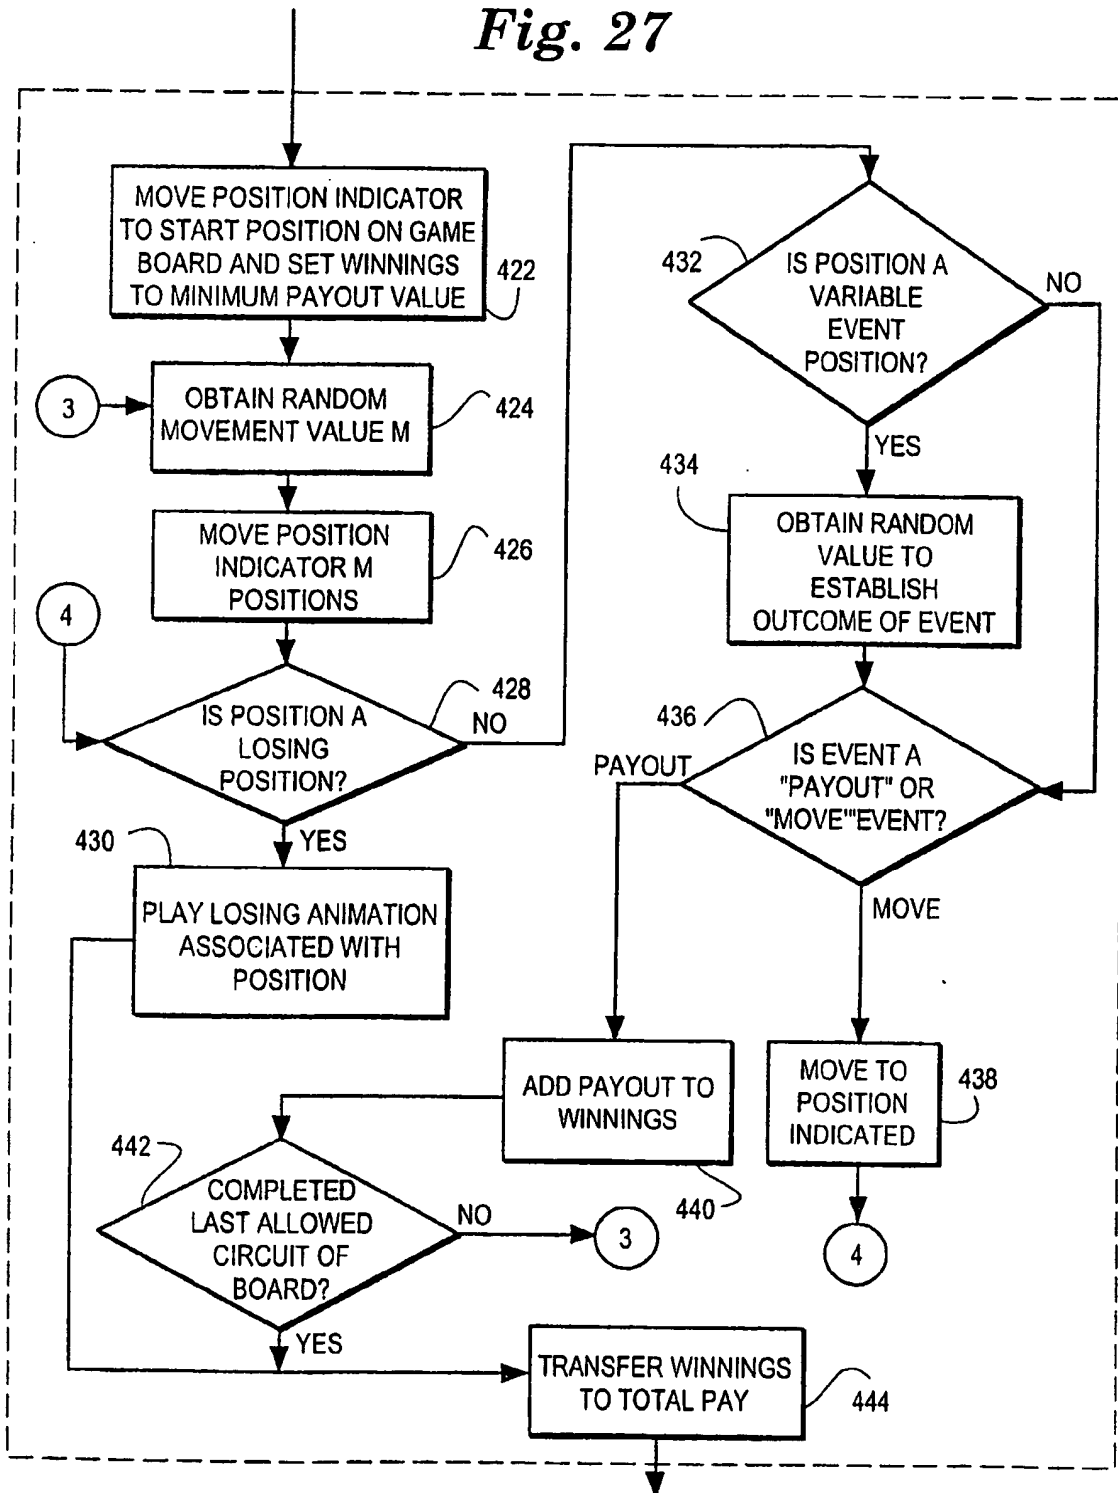 Fig. 27
MOVE POSITION INDICATOR
TO START POSITION ON GAME
BOARD AND SET WINNINGS
TO MINIMUM PAYOUT VALUE
422
3
OBTAIN RANDOM
MOVEMENT VALUE M
424
MOVE POSITION
INDICATOR M
POSITIONS
426
4
IS POSITION A
LOSING
POSITION?
428
NO
YES
430
PLAY LOSING ANIMATION
ASSOCIATED WITH
POSITION
432
IS POSITION A
VARIABLE
EVENT
POSITION?
NO
YES
434
OBTAIN RANDOM
VALUE TO
ESTABLISH
OUTCOME OF EVENT
436
IS EVENT A
"PAYOUT" OR
"MOVE"'EVENT?
PAYOUT
MOVE
ADD PAYOUT TO
WINNINGS
440
MOVE TO
POSITION
INDICATED
438
4
442
COMPLETED
LAST ALLOWED
CIRCUIT OF
BOARD?
NO
3
YES
TRANSFER WINNINGS
TO TOTAL PAY
444